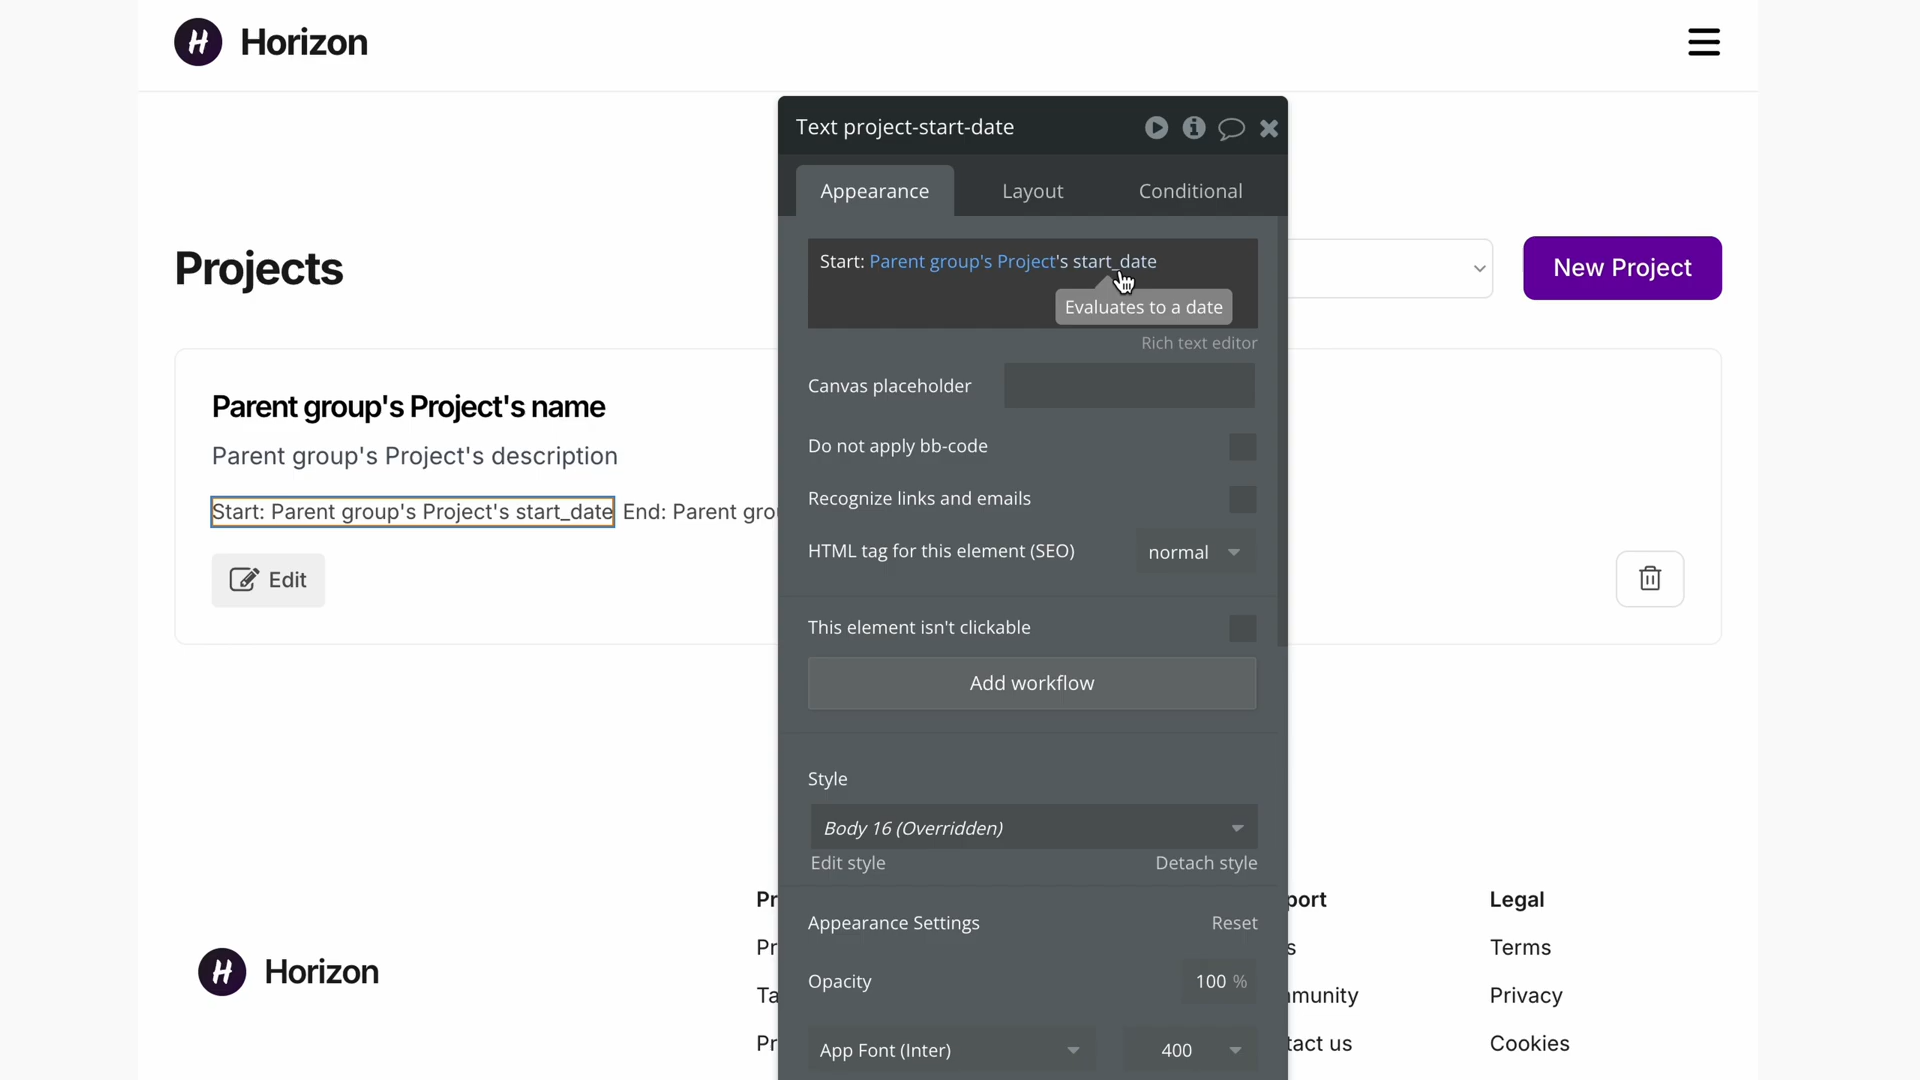 Horizon
Text project-start-date
Appearance
Layout
Conditional
Start: Parent group's Project's start_date
Evaluates to a date
Rich text editor
Projects
New Project
Canvas placeholder
Parent group's Project's name
Do not apply bb-code
Parent group's Project's description
Recognize links and emails
Start: Parent group's Project's start_date End: Parent
HTML tag for this element (SEO)
normal
Edit
This element isn't clickable
Add workflow
Style
Body 16 (Overridden)
Edit style
Detach style
Appearance Settings
Reset
Legal
Opacity
100 %
Terms
Horizon
Privacy
App Font (Inter)
400
us
Cookies